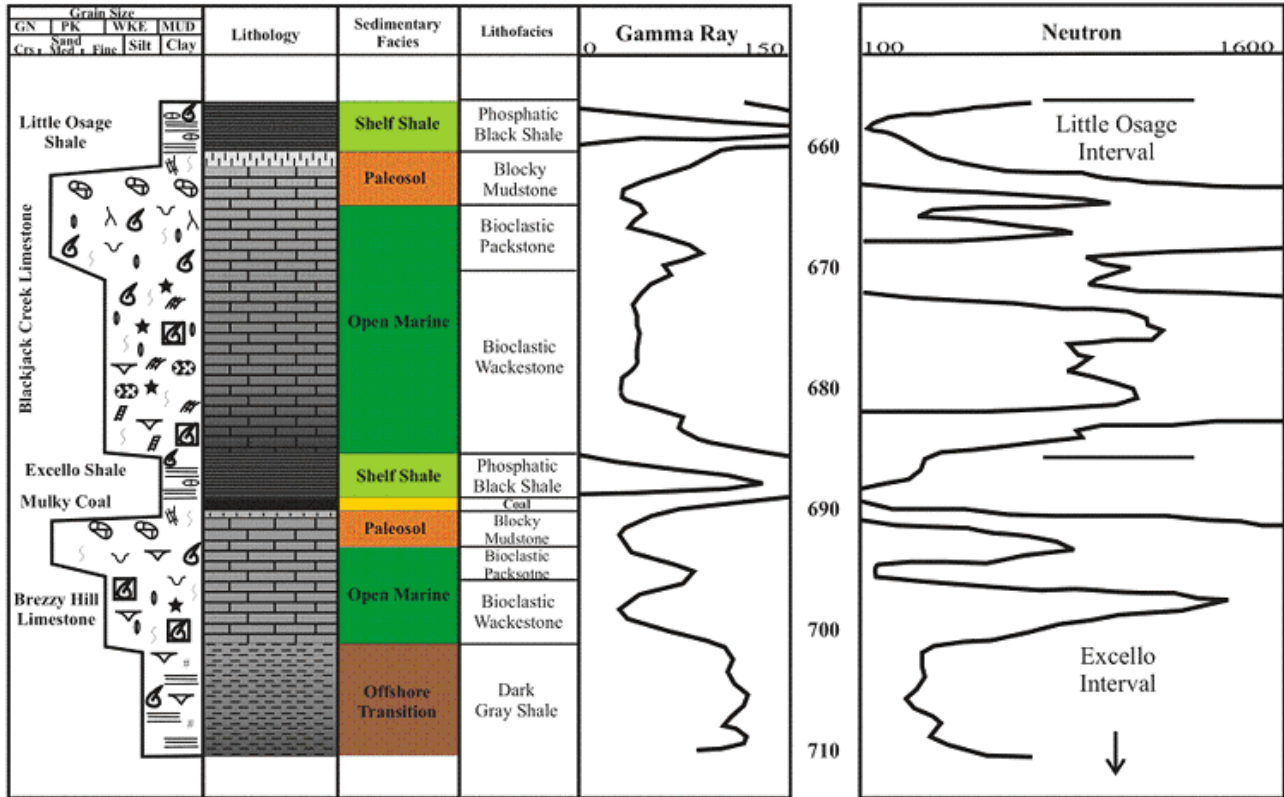 Grain Size
GN PK WKE MUD
Crs. Sand Med. Fine Silt Clay
Lithology
Sedimentary
Facies
Lithofacies
Gamma Ray
0 150
Neutron
100 1600
Little Osage
Shale
Blackjack Creek Limestone
Excello Shale
Mulky Coal
Brezzy Hill
Limestone
Shelf Shale
Paleosol
Open Marine
Shelf Shale
Paleosol
Open Marine
Offshore
Transition
Phosphatic
Black Shale
Blocky
Mudstone
Bioclastic
Packstone
Bioclastic
Wackestone
Phosphatic
Black Shale
Coal
Blocky
Mudstone
Bioclastic
Packsotne
Bioclastic
Wackestone
Dark
Gray Shale
660
670
680
690
700
710
Little Osage
Interval
Excello
Interval